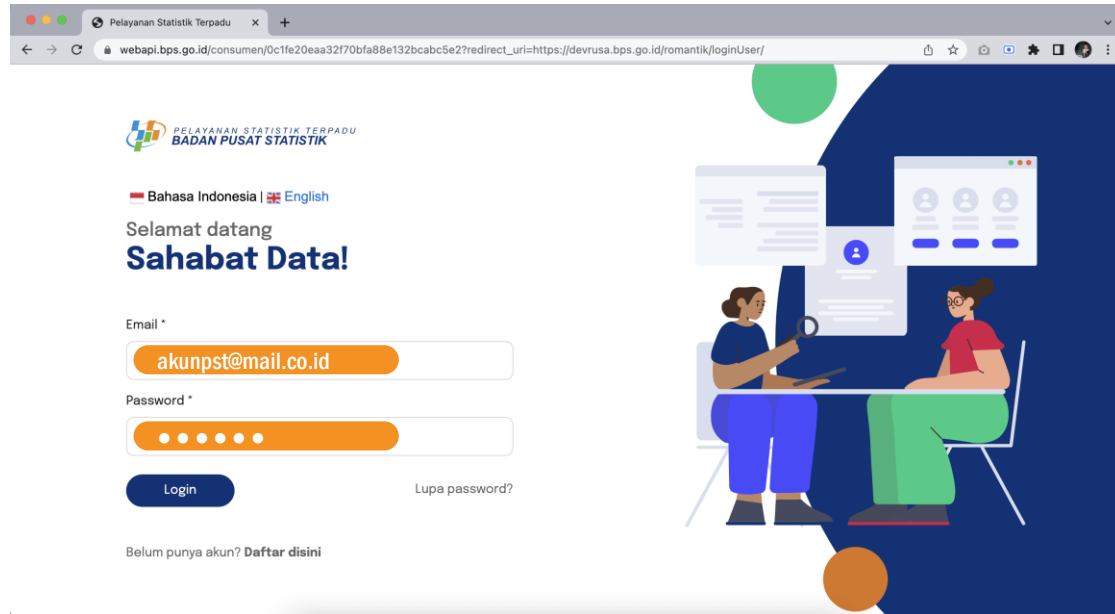 Pelayanan Statistik Terpadu
webapi.bps.go.id/consumen/0c1fe20eaa32f70bfa88e132bcabc5e2?redirect_uri=https://devrusa.bps.go.id/romantik/loginUser/
PELAYANAN STATISTIK TERPADU
BADAN PUSAT STATISTIK
Bahasa Indonesia | English
Selamat datang
Sahabat Data!
Email *
akunpst@mail.co.id
Password *
Login
Lupa password?
Belum punya akun? Daftar disini